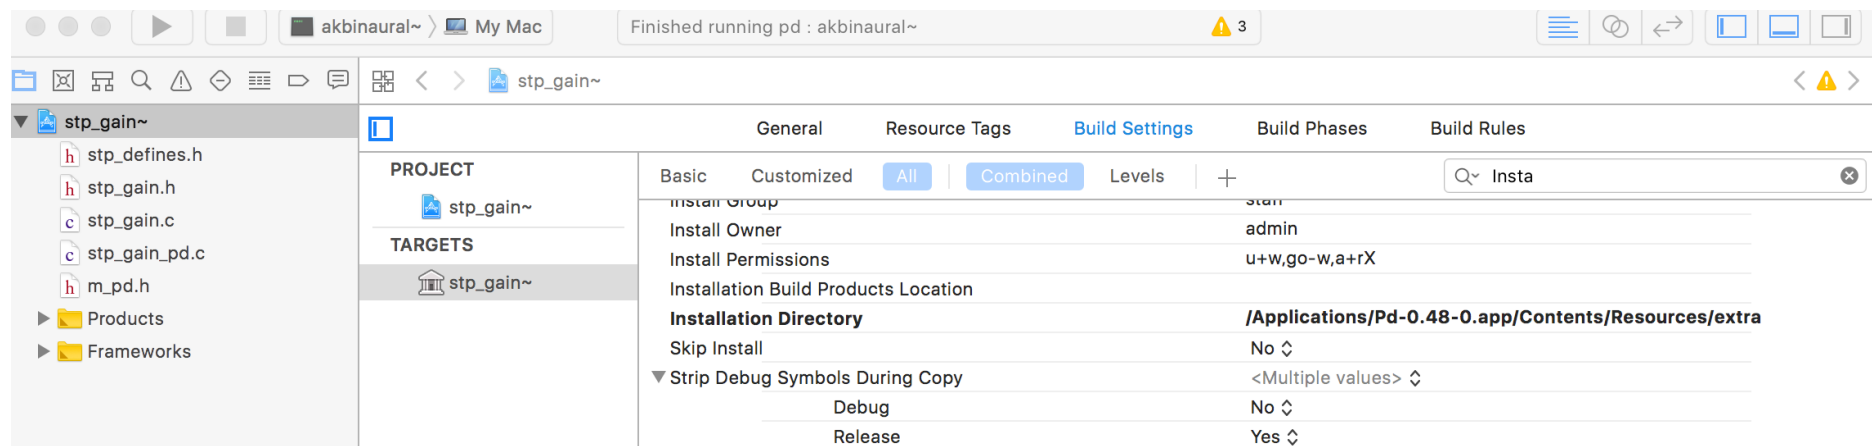 akbinaural~ My Mac Finished running pd : akbinaural~ 3
stp_gain~
stp_gain~
stp_defines.h
stp_gain.h
stp_gain.c
stp_gain_pd.c
m_pd.h
Products
Frameworks
General Resource Tags Build Settings Build Phases Build Rules
PROJECT
stp_gain~
TARGETS
stp_gain~
Basic Customized All Combined Levels + Insta
Install Group staff
Install Owner admin
Install Permissions u+w,go-w,a+rX
Installation Build Products Location
Installation Directory /Applications/Pd-0.48-0.app/Contents/Resources/extra
Skip Install No
Strip Debug Symbols During Copy <Multiple values>
Debug No
Release Yes